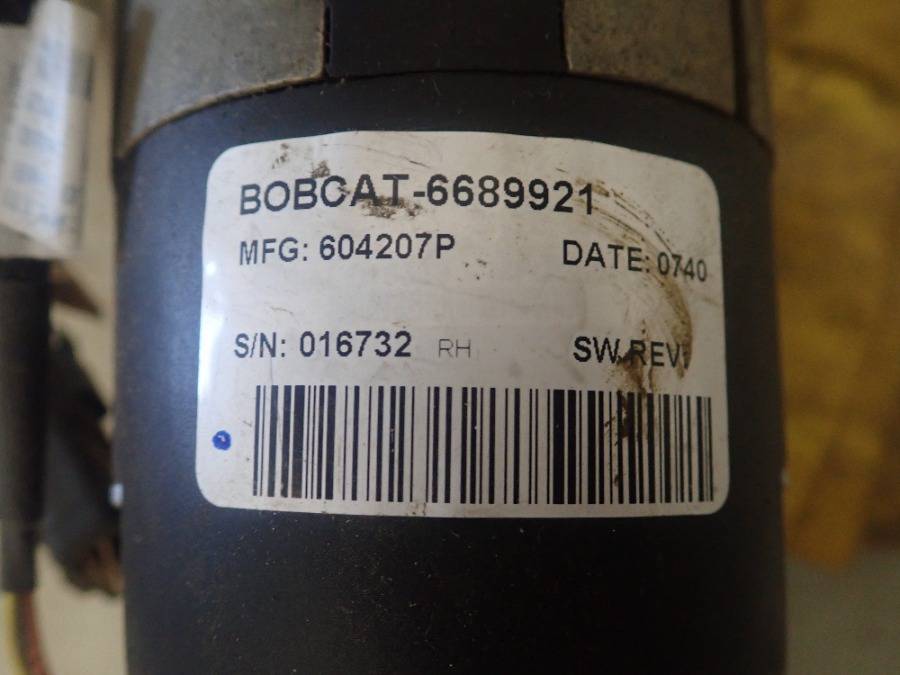 BOBCAT-6689921
MFG: 604207P DATE: 0740
S/N: 016732 RH SW REV: